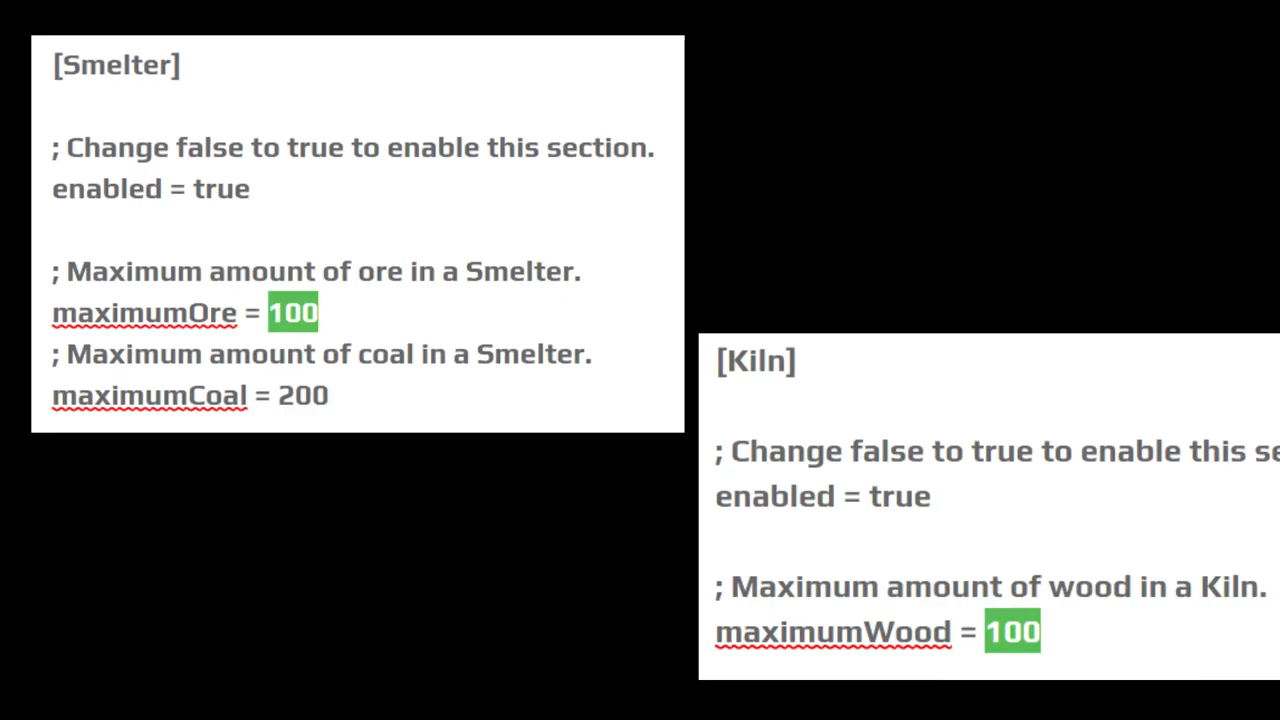 [Smelter]
; Change false to true to enable this section.
enabled = true
; Maximum amount of ore in a Smelter.
maximumOre = 100
; Maximum amount of coal in a Smelter.
maximumCoal = 200
[Kiln]
; Change false to true to enable this se
enabled = true
; Maximum amount of wood in a Kiln.
maximumWood = 100